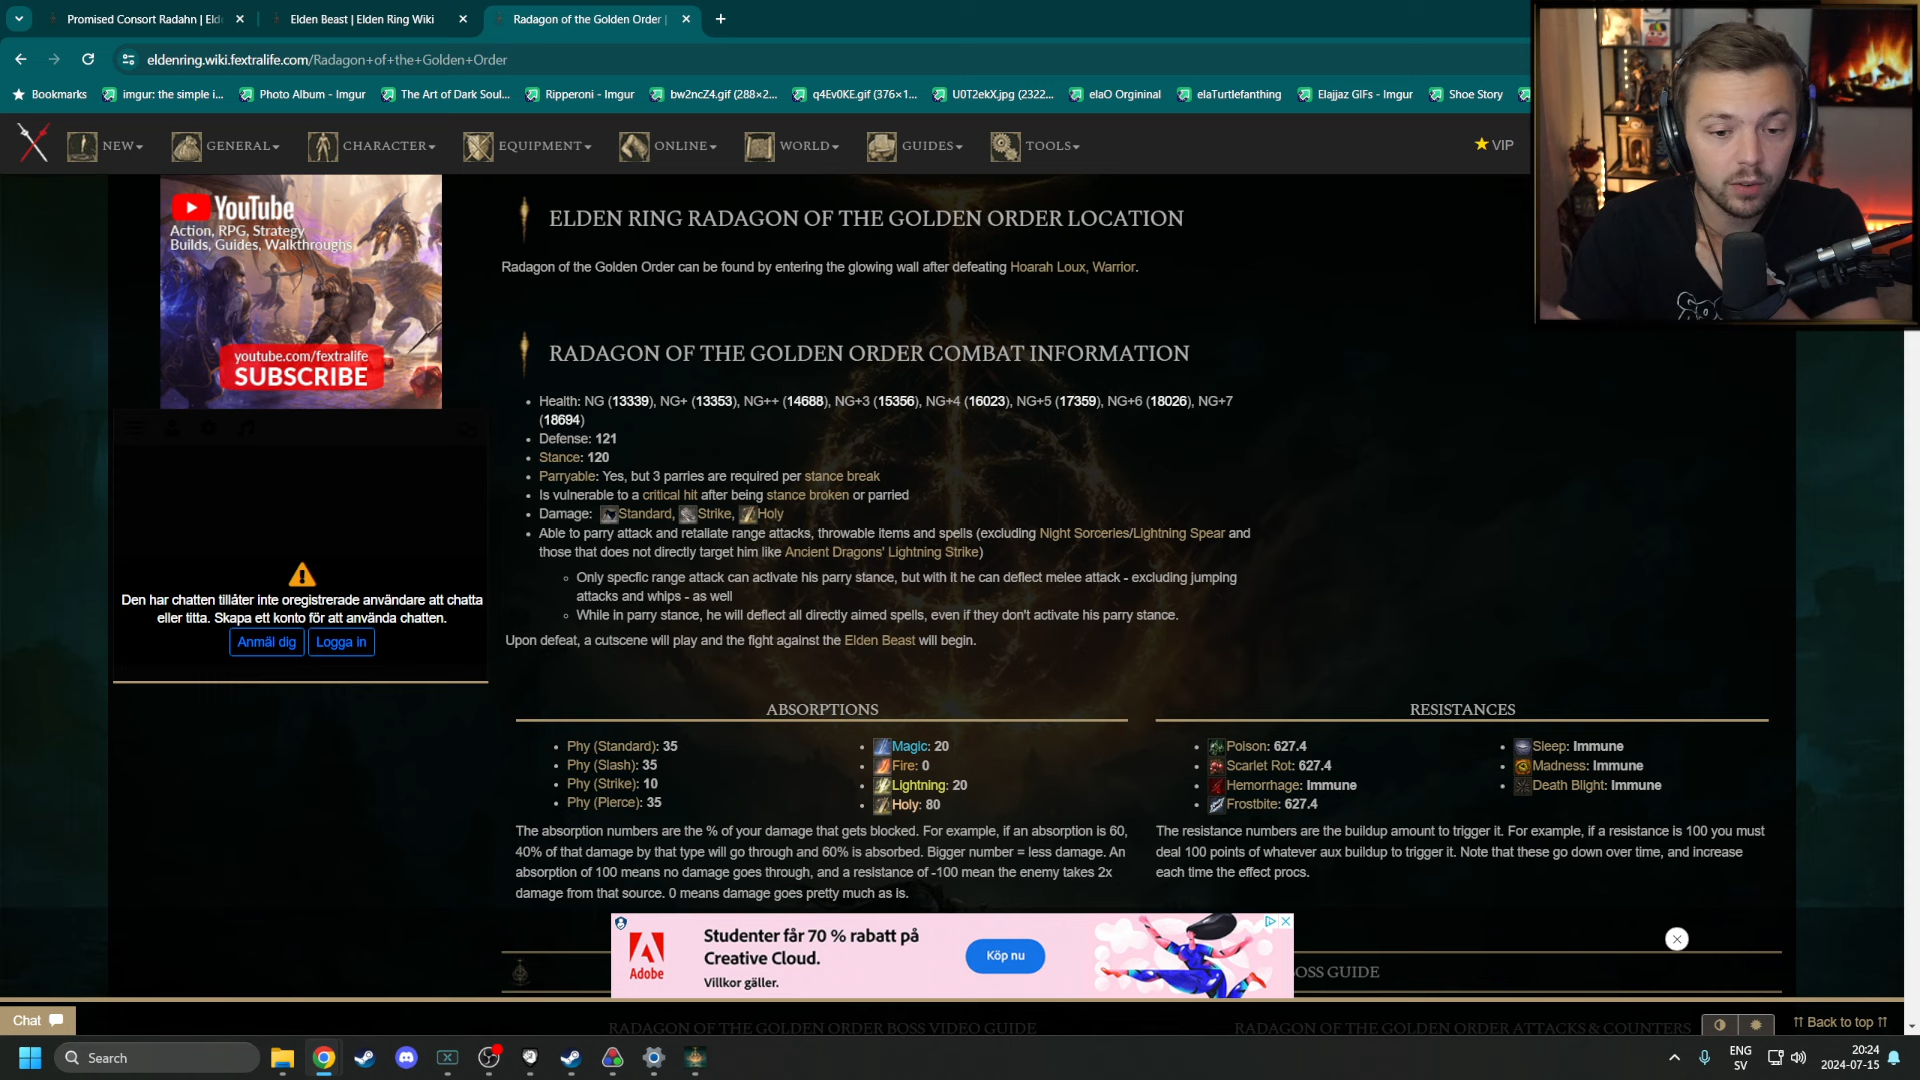 Promised Consort Radahn | Eld
Elden Beast | Elden Ring Wiki
Radagon of the Golden Order |
eldenring.wiki.fextralife.com/Radagon+of+the+Golden+Order
Bookmarks
imgur: the simple i...
Photo Album - Imgur
The Art of Dark Soul...
Ripperoni - Imgur
bw2ncZ4.gif (288×2...
q4Ev0KE.gif (376×1...
U0T2ekX.jpg (2322...
elaO Orgininal
elaTurtlefanthing
Elajjaz GIFs - Imgur
Shoe Story
NEW
GENERAL
CHARACTER
EQUIPMENT
ONLINE
WORLD
GUIDES
TOOLS
VIP
YouTube
Action, RPG, Strategy
Builds, Guides, Walkthroughs
youtube.com/fextralife
SUBSCRIBE
Den har chatten tillåter inte oregistrerade användare att chatta
eller titta. Skapa ett konto för att använda chatten.
Anmäl dig
Logga in
ELDEN RING RADAGON OF THE GOLDEN ORDER LOCATION
Radagon of the Golden Order can be found by entering the glowing wall after defeating Hoarah Loux, Warrior.
RADAGON OF THE GOLDEN ORDER COMBAT INFORMATION
Health: NG (13339), NG+ (13353), NG++ (14688), NG+3 (15356), NG+4 (16023), NG+5 (17359), NG+6 (18026), NG+7
(18694)
Defense: 121
Stance: 120
Parryable: Yes, but 3 parries are required per stance break
Is vulnerable to a critical hit after being stance broken or parried
Damage: Standard, Strike, Holy
Able to parry attack and retaliate range attacks, throwable items and spells (excluding Night Sorceries/Lightning Spear and
those that does not directly target him like Ancient Dragons' Lightning Strike)
Only specfic range attack can activate his parry stance, but with it he can deflect melee attack - excluding jumping
attacks and whips - as well
While in parry stance, he will deflect all directly aimed spells, even if they don't activate his parry stance.
Upon defeat, a cutscene will play and the fight against the Elden Beast will begin.
ABSORPTIONS
Phy (Standard): 35
Phy (Slash): 35
Phy (Strike): 10
Phy (Pierce): 35
Magic: 20
Fire: 0
Lightning: 20
Holy: 80
The absorption numbers are the % of your damage that gets blocked. For example, if an absorption is 60,
40% of that damage by that type will go through and 60% is absorbed. Bigger number = less damage. An
absorption of 100 means no damage goes through, and a resistance of -100 mean the enemy takes 2x
damage from that source. 0 means damage goes pretty much as is.
RESISTANCES
Poison: 627.4
Scarlet Rot: 627.4
Hemorrhage: Immune
Frostbite: 627.4
Sleep: Immune
Madness: Immune
Death Blight: Immune
The resistance numbers are the buildup amount to trigger it. For example, if a resistance is 100 you must
deal 100 points of whatever aux buildup to trigger it. Note that these go down over time, and increase
each time the effect procs.
Adobe
Studenter får 70 % rabatt på
Creative Cloud.
Villkor gäller.
Köp nu
OSS GUIDE
RADAGON OF THE GOLDEN ORDER BOSS VIDEO GUIDE
RADAGON OF THE GOLDEN ORDER ATTACKS & COUNTERS
Chat
Back to top
Search
ENG
SV
20:24
2024-07-15